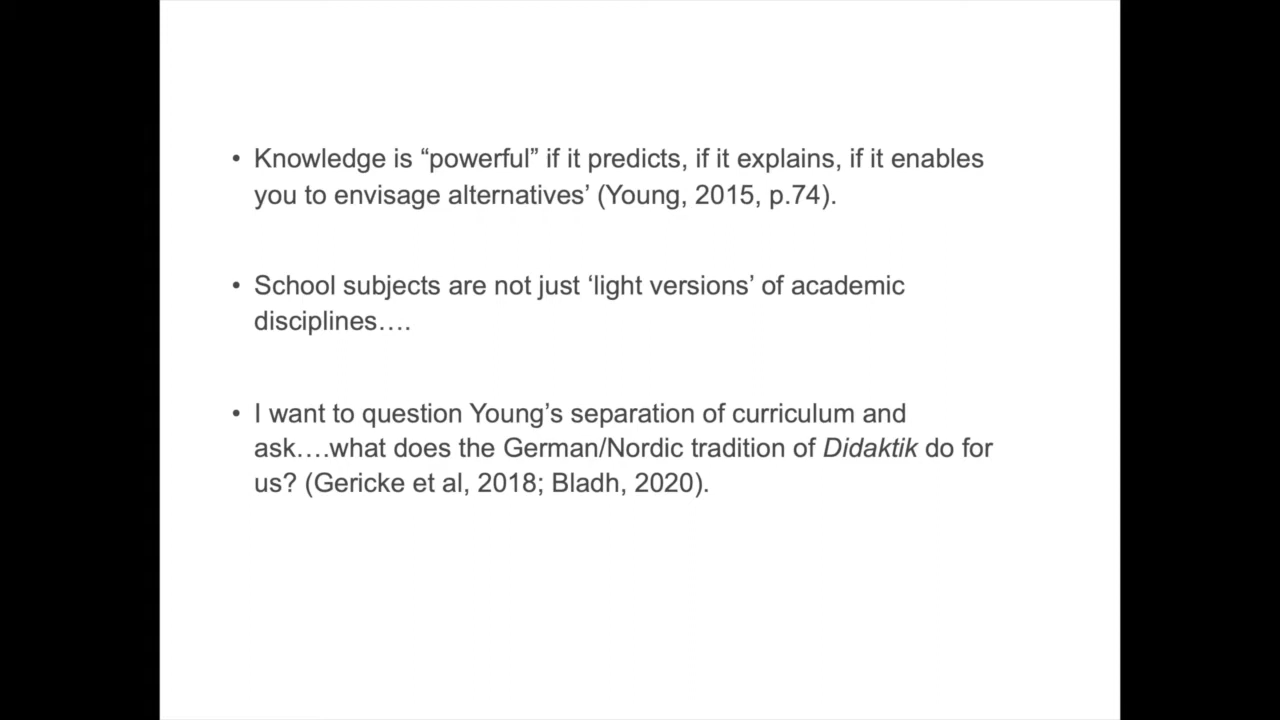 • Knowledge is “powerful” if it predicts, if it explains, if it enables
you to envisage alternatives’ (Young, 2015, p.74).
• School subjects are not just ‘light versions’ of academic
disciplines….
• I want to question Young’s separation of curriculum and
ask….what does the German/Nordic tradition of Didaktik do for
us? (Gericke et al, 2018; Bladh, 2020).